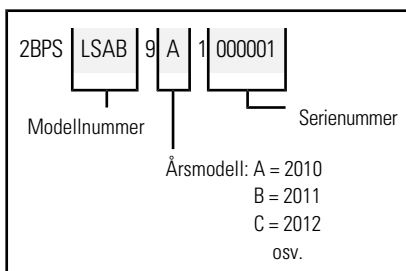 2BPS LSAB 9 A 1 000001
Modellnummer
Serienummer
Årsmodell: A = 2010
B = 2011
C = 2012
osv.